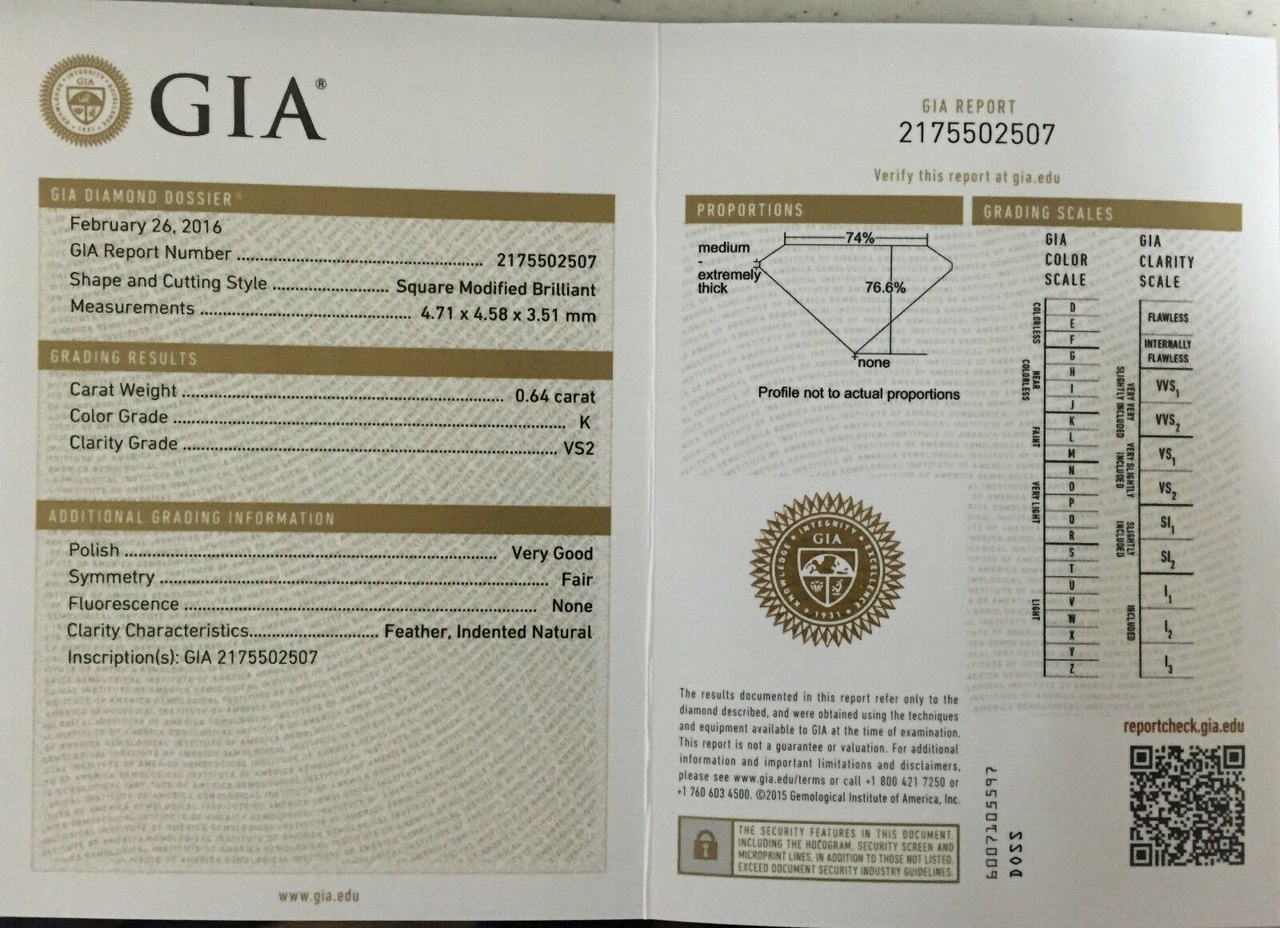 GIA®
GIA DIAMOND DOSSIER®
February 26, 2016
GIA Report Number 2175502507
Shape and Cutting Style Square Modified Brilliant
Measurements 4.71 x 4.58 x 3.51 mm
GRADING RESULTS
Carat Weight 0.64 carat
Color Grade K
Clarity Grade VS2
ADDITIONAL GRADING INFORMATION
Polish Very Good
Symmetry Fair
Fluorescence None
Clarity Characteristics Feather, Indented Natural
Inscription(s): GIA 2175502507
www.gia.edu
GIA REPORT
2175502507
Verify this report at gia.edu
PROPORTIONS
74%
medium
-
extremely
thick
76.6%
none
Profile not to actual proportions
GIA
INTEGRITY
EXCELLENCE
1931
KNOWLEDGE
The results documented in this report refer only to the
diamond described, and were obtained using the techniques
and equipment available to GIA at the time of examination.
This report is not a guarantee or valuation. For additional
information and important limitations and disclaimers,
please see www.gia.edu/terms or call +1 800 421 7250 or
+1 760 603 4500. ©2015 Gemological Institute of America, Inc.
THE SECURITY FEATURES IN THIS DOCUMENT,
INCLUDING THE HOLOGRAM, SECURITY SCREEN AND
MICROPRINT LINES, IN ADDITION TO THOSE NOT LISTED,
EXCEED DOCUMENT SECURITY INDUSTRY GUIDELINES.
GRADING SCALES
GIA
COLOR
SCALE
COLORLESS
D
E
F
NEAR
COLORLESS
G
H
I
J
FAINT
K
L
M
VERY LIGHT
N
O
P
Q
R
LIGHT
S
T
U
V
W
X
Y
Z
GIA
CLARITY
SCALE
FLAWLESS
INTERNALLY
FLAWLESS
VERY VERY
SLIGHTLY INCLUDED
VVS1
VVS2
VERY SLIGHTLY
INCLUDED
VS1
VS2
SLIGHTLY
INCLUDED
SI1
SI2
INCLUDED
I1
I2
I3
reportcheck.gia.edu
6007105597
DOSS